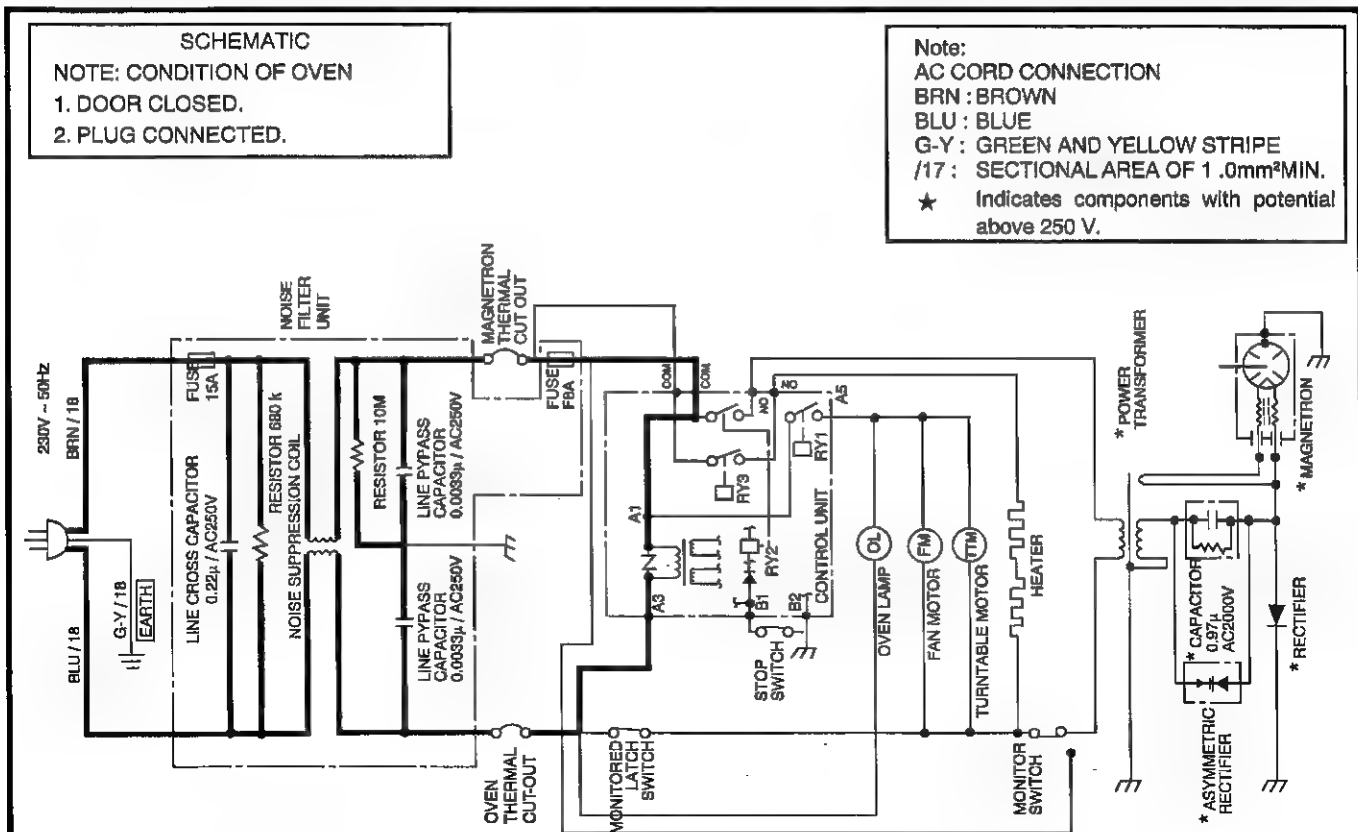 SCHEMATIC
NOTE: CONDITION OF OVEN
1. DOOR CLOSED.
2. PLUG CONNECTED.
Note:
AC CORD CONNECTION
BRN : BROWN
BLU : BLUE
G-Y : GREEN AND YELLOW STRIPE
/17 : SECTIONAL AREA OF 1 .0mm²MIN.
★ Indicates components with potential
above 250 V.
230V ~ 50Hz
BRN / 18
BLU / 18
G-Y / 18
EARTH
NOISE
FILTER
UNIT
FUSE
15A
LINE CROSS CAPACITOR
0.22μ / AC250V
RESISTOR 680 k
NOISE SUPPRESSION COIL
RESISTOR 10M
LINE PYPASS
CAPACITOR
0.0033μ / AC250V
LINE PYPASS
CAPACITOR
0.0033μ / AC250V
MAGNETRON
THERMAL
CUT OUT
FUSE
F8A
OVEN
THERMAL
CUT-OUT
COM
COM
NO
NO
A5
A1
A3
RY1
RY3
RY2
B1
B2
CONTROL UNIT
STOP
SWITCH
MONITORED
LATCH
SWITCH
OL
OVEN LAMP
FM
FAN MOTOR
TTM
TURNTABLE MOTOR
HEATER
MONITOR
SWITCH
* POWER
TRANSFORMER
* MAGNETRON
* CAPACITOR
0.97μ
AC2000V
* ASYMMETRIC
RECTIFIER
* RECTIFIER